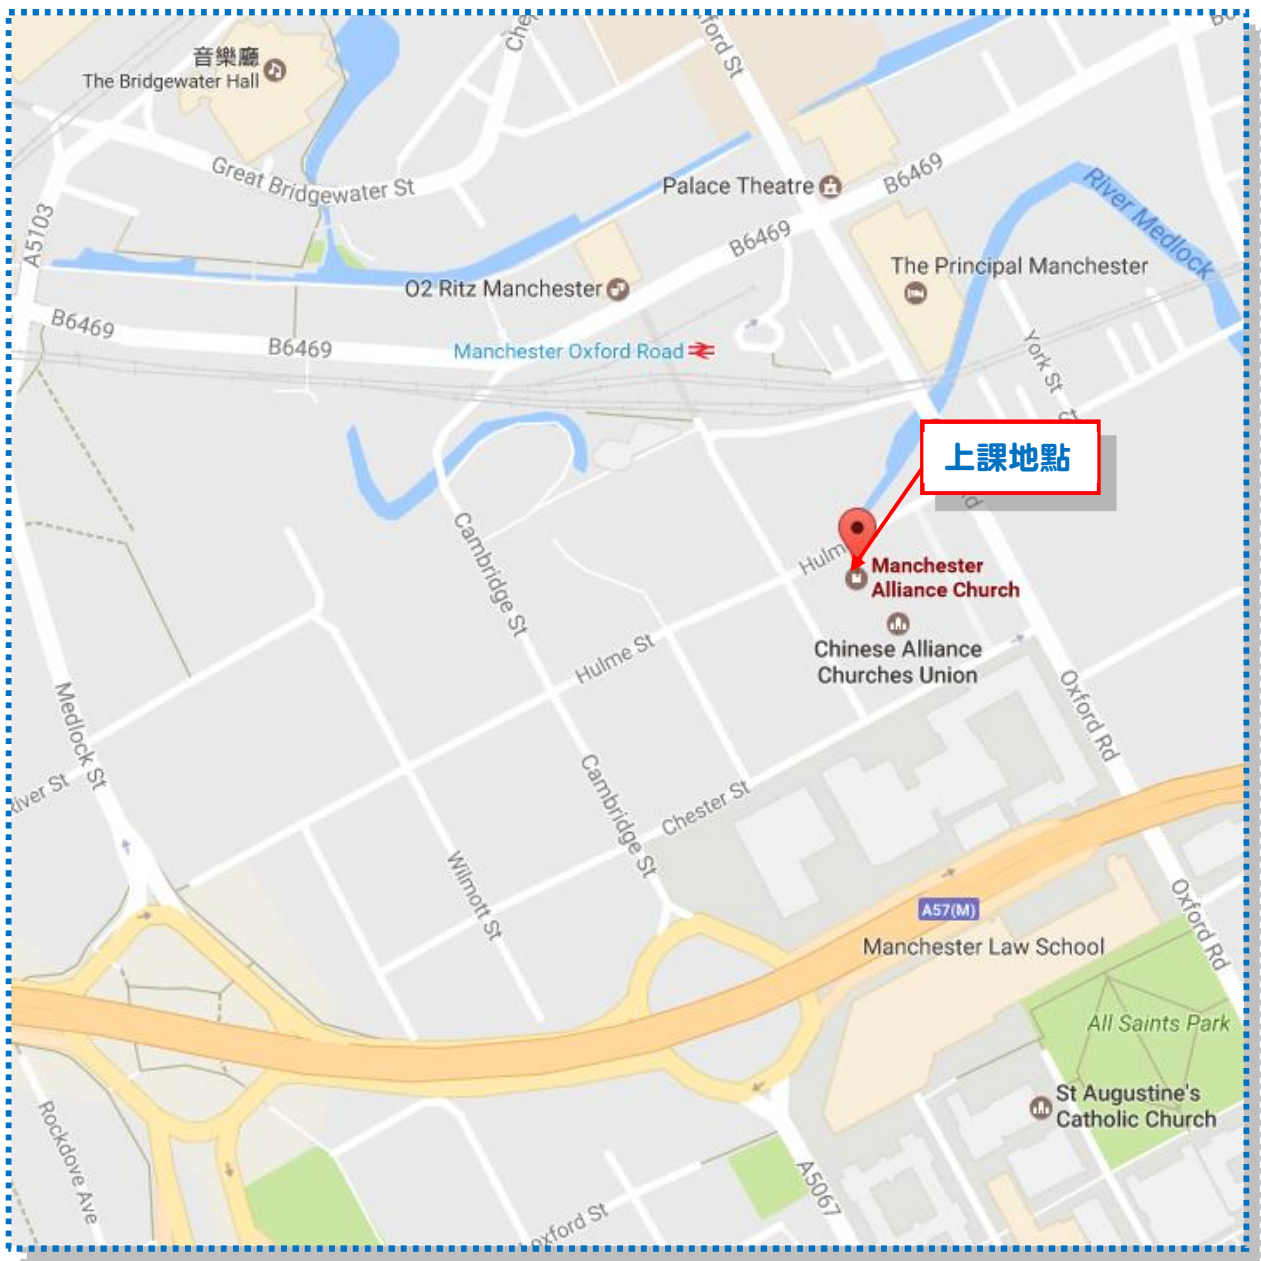 音樂廳
The Bridgewater Hall
Great Bridgewater St
A5103
Palace Theatre
B6469
B6469
River Medlock
The Principal Manchester
O2 Ritz Manchester
B6469
B6469
Manchester Oxford Road
York St
上課地點
Manchester
Alliance Church
Chinese Alliance
Churches Union
Cambridge St
Hulme St
Oxford Rd
Medlock St
Cambridge St
Chester St
Wilmott St
A57(M)
Manchester Law School
Oxford Rd
All Saints Park
St Augustine's
Catholic Church
Rockdove Ave
A5067